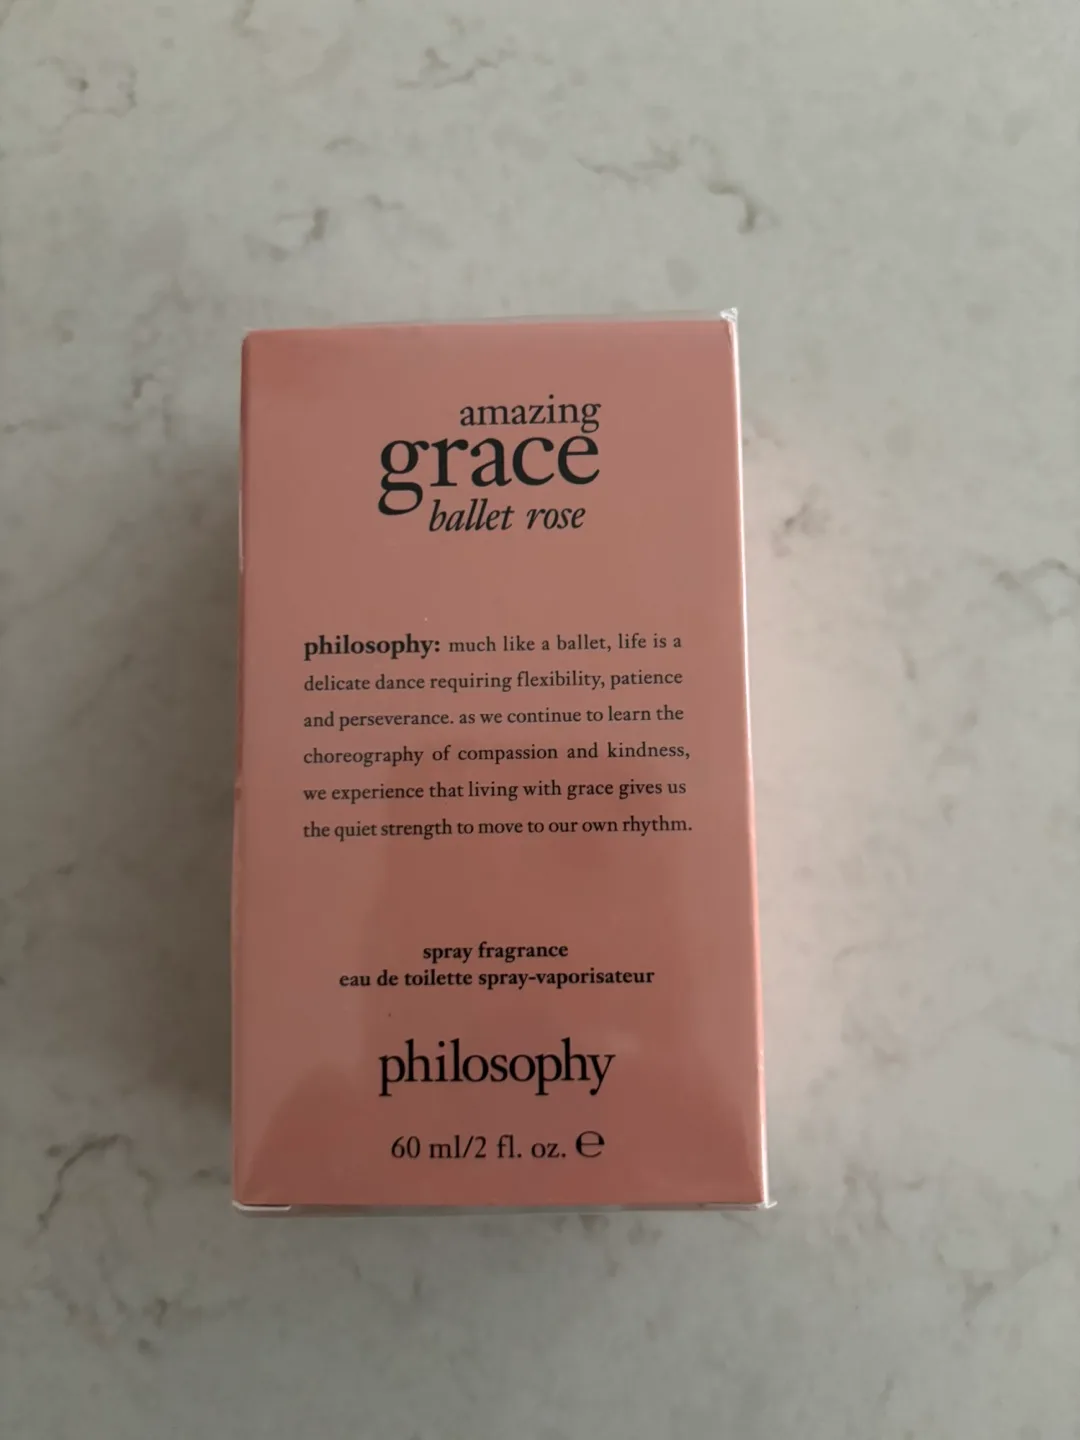 amazing
grace
ballet rose
philosophy: much like a ballet, life is a
delicate dance requiring flexibility, patience
and perseverance. as we continue to learn the
choreography of compassion and kindness,
we experience that living with grace gives us
the quiet strength to move to our own rhythm.
spray fragrance
eau de toilette spray-vaporisateur
philosophy
60 ml/2 fl. oz. ℮